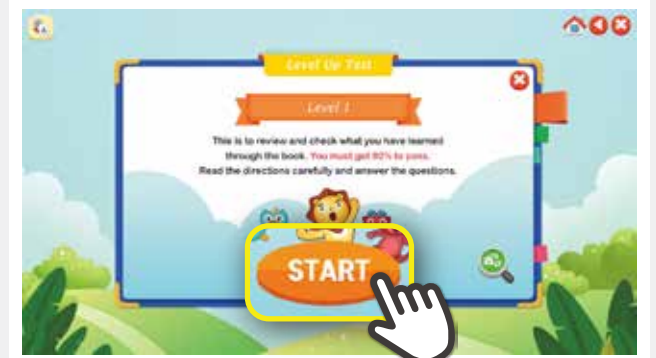 Level Up Test
Level 1
This is to review and check what you have learned
through the book. You must get 80% to pass.
Read the directions carefully and answer the questions.
START